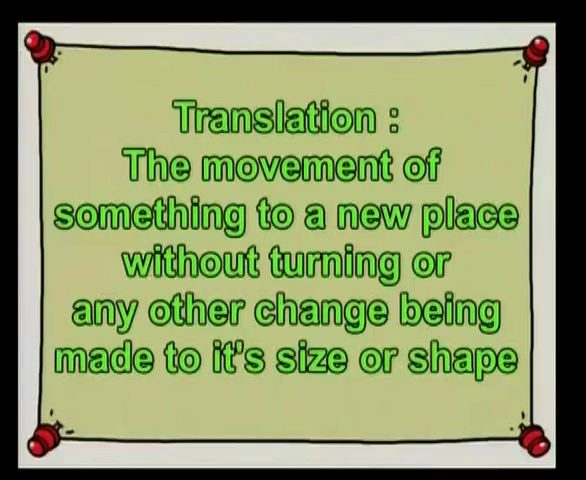 Translation :
The movement of
something to a new place
without turning or
any other change being
made to it's size or shape